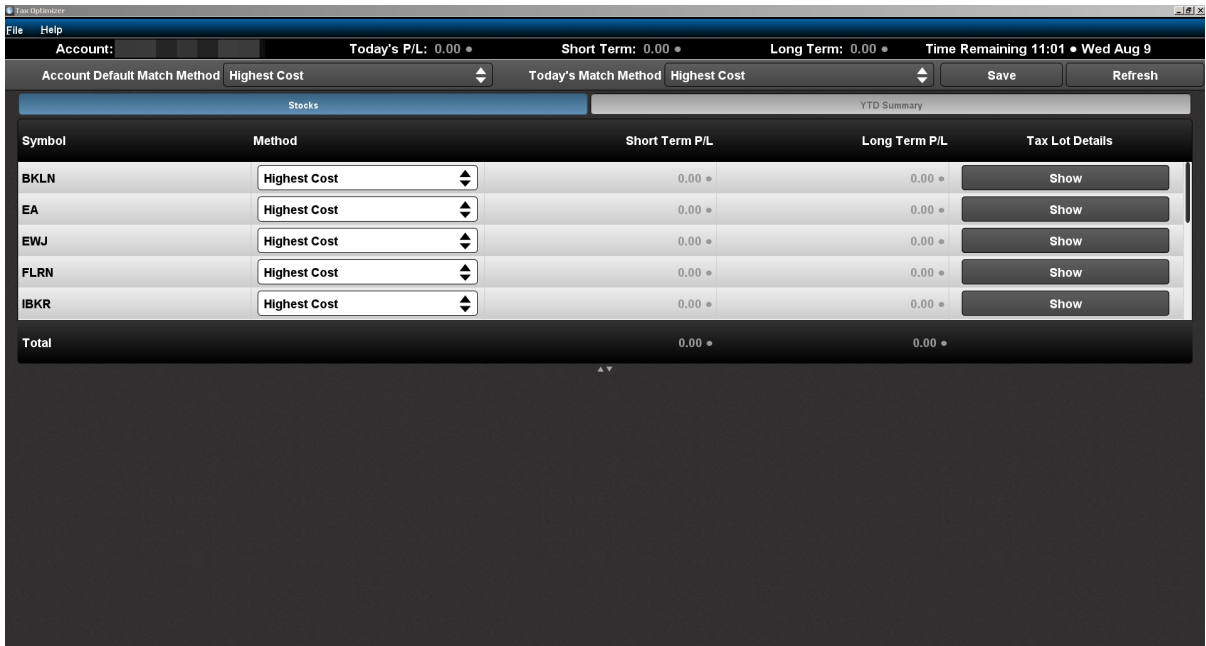 Tax Optimizer
File Help
Account: Today's P/L: 0.00 ● Short Term: 0.00 ● Long Term: 0.00 ● Time Remaining 11:01 ● Wed Aug 9
Account Default Match Method Highest Cost Today's Match Method Highest Cost Save Refresh
Stocks YTD Summary
Symbol Method Short Term P/L Long Term P/L Tax Lot Details
BKLN Highest Cost 0.00 ● 0.00 ● Show
EA Highest Cost 0.00 ● 0.00 ● Show
EWJ Highest Cost 0.00 ● 0.00 ● Show
FLRN Highest Cost 0.00 ● 0.00 ● Show
IBKR Highest Cost 0.00 ● 0.00 ● Show
Total 0.00 ● 0.00 ●